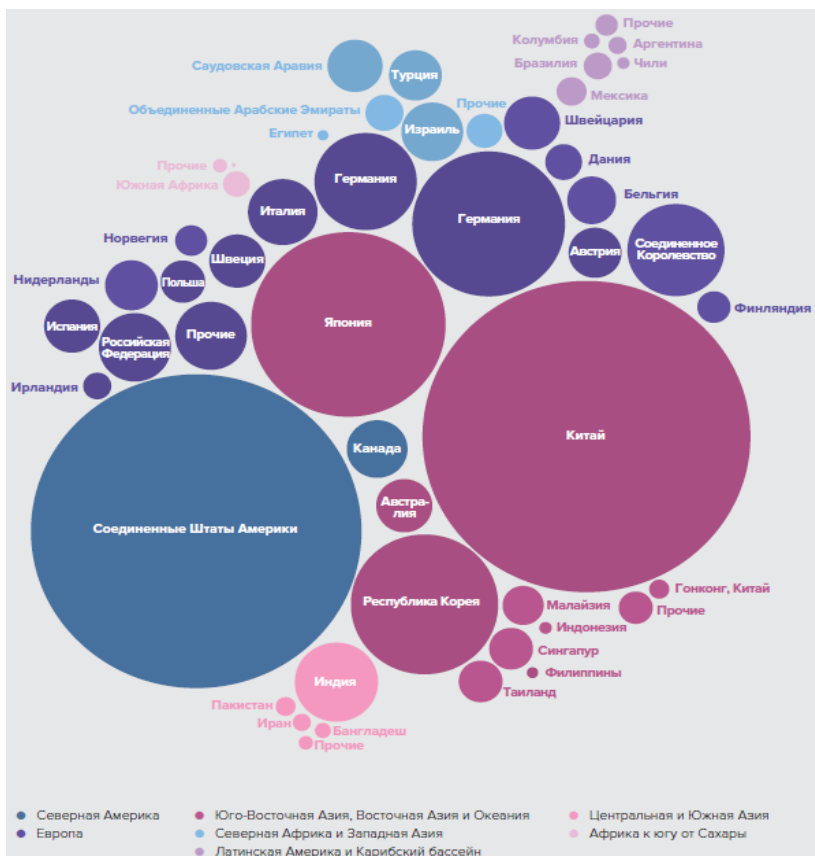 Прочие
Колумбия
Аргентина
Саудовская Аравия
Бразилия
Чили
Турция
Мексика
Объединенные Арабские Эмираты
Прочие
Швейцария
Израиль
Египет
Дания
Прочие
Германия
Южная Африка
Бельгия
Италия
Германия
Норвегия
Соединенное
Королевство
Швеция
Австрия
Нидерланды
Польша
Финляндия
Испания
Япония
Прочие
Российская
Федерация
Ирландия
Китай
Канада
Австра-
лия
Соединенные Штаты Америки
Гонконг, Китай
Республика Корея
Малайзия
Прочие
Индонезия
Сингапур
Филиппины
Индия
Таиланд
Пакистан
Иран
Бангладеш
Прочие
Северная Америка
Европа
Юго-Восточная Азия, Восточная Азия и Океания
Северная Африка и Западная Азия
Латинская Америка и Карибский бассейн
Центральная и Южная Азия
Африка к югу от Сахары